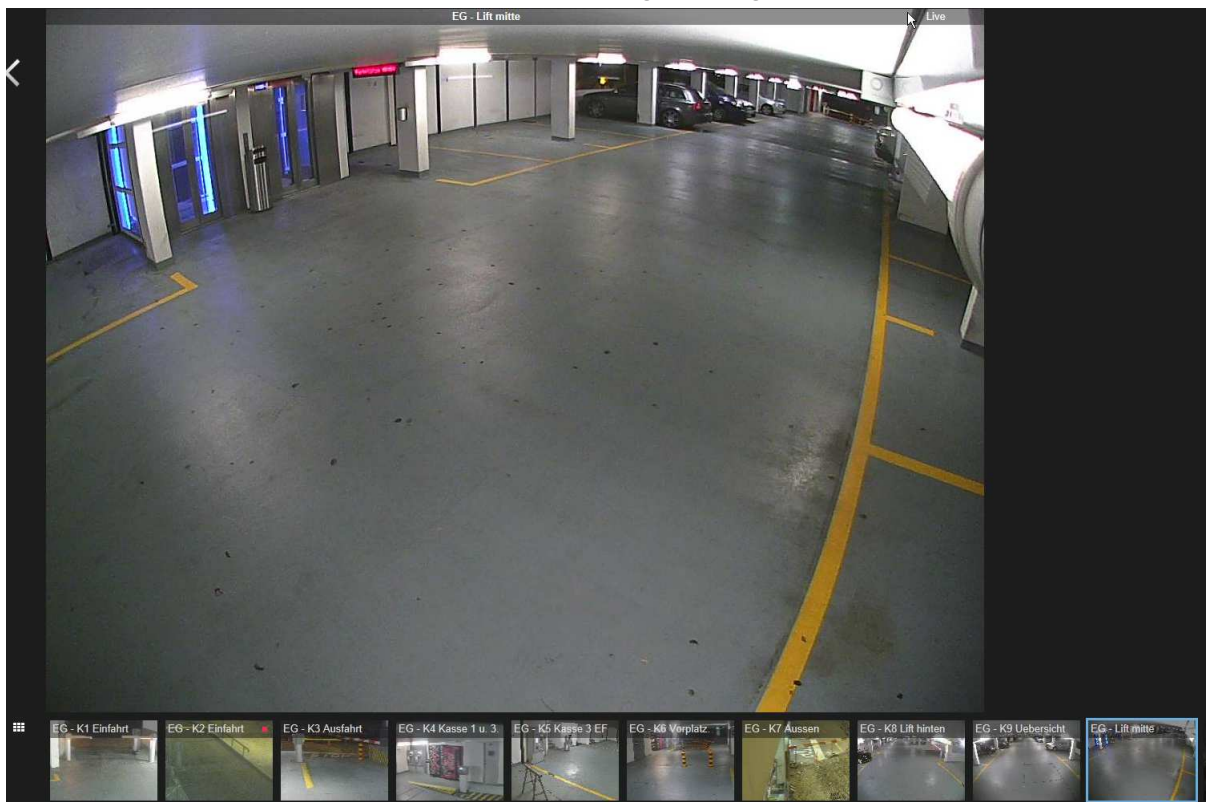 EG - Lift mitte
Live
EG - K1 Einfahrt
EG - K2 Einfahrt
EG - K3 Ausfahrt
EG - K4 Kasse 1 u. 3.
EG - K5 Kasse 3 EF
EG - K6 Vorplatz
EG - K7 Aussen
EG - K8 Lift hinten
EG - K9 Uebersicht
EG - Lift mitte